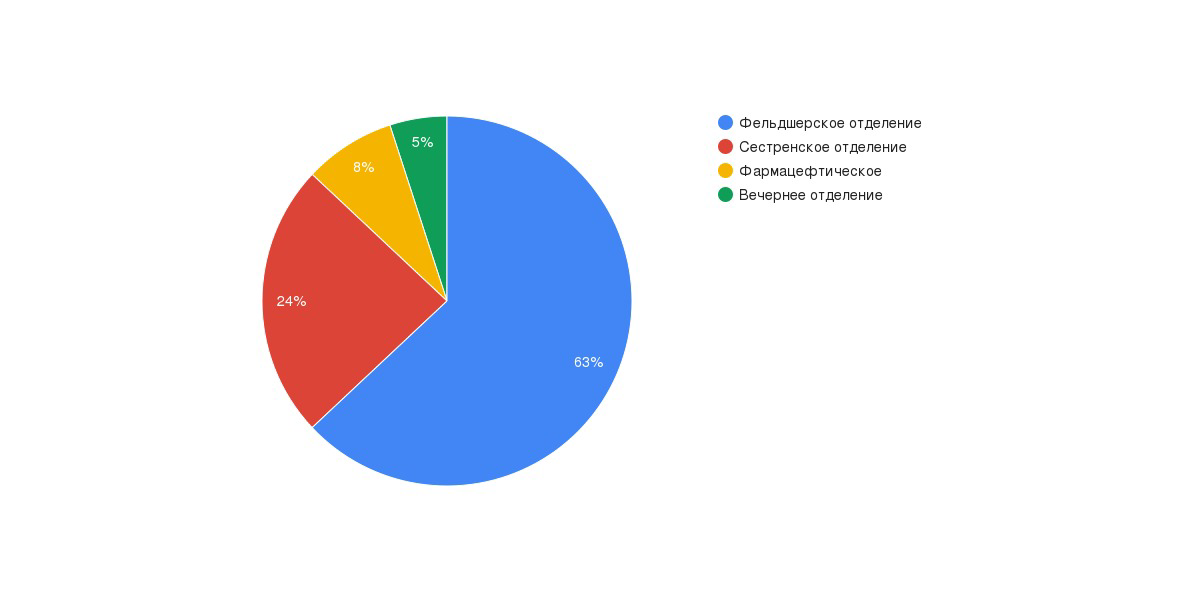 Фельдшерское отделение
Сестренское отделение
Фармацефтическое
Вечернее отделение
5%
8%
24%
63%